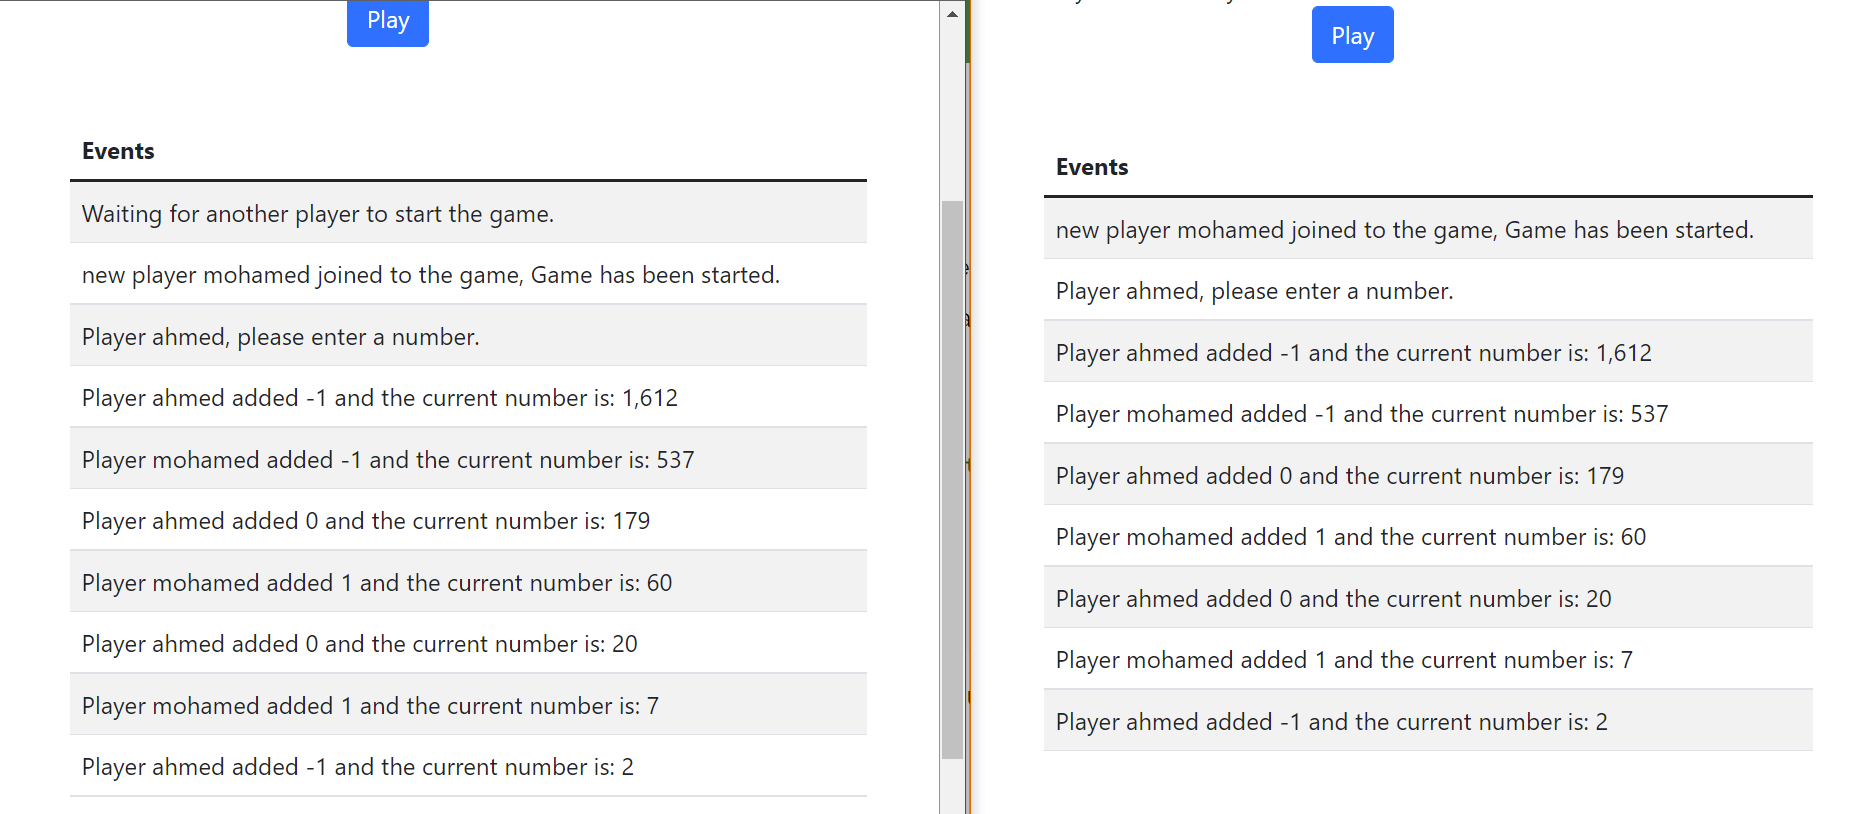 Play
Events
Waiting for another player to start the game.
new player mohamed joined to the game, Game has been started.
Player ahmed, please enter a number.
Player ahmed added -1 and the current number is: 1,612
Player mohamed added -1 and the current number is: 537
Player ahmed added 0 and the current number is: 179
Player mohamed added 1 and the current number is: 60
Player ahmed added 0 and the current number is: 20
Player mohamed added 1 and the current number is: 7
Player ahmed added -1 and the current number is: 2
Play
Events
new player mohamed joined to the game, Game has been started.
Player ahmed, please enter a number.
Player ahmed added -1 and the current number is: 1,612
Player mohamed added -1 and the current number is: 537
Player ahmed added 0 and the current number is: 179
Player mohamed added 1 and the current number is: 60
Player ahmed added 0 and the current number is: 20
Player mohamed added 1 and the current number is: 7
Player ahmed added -1 and the current number is: 2